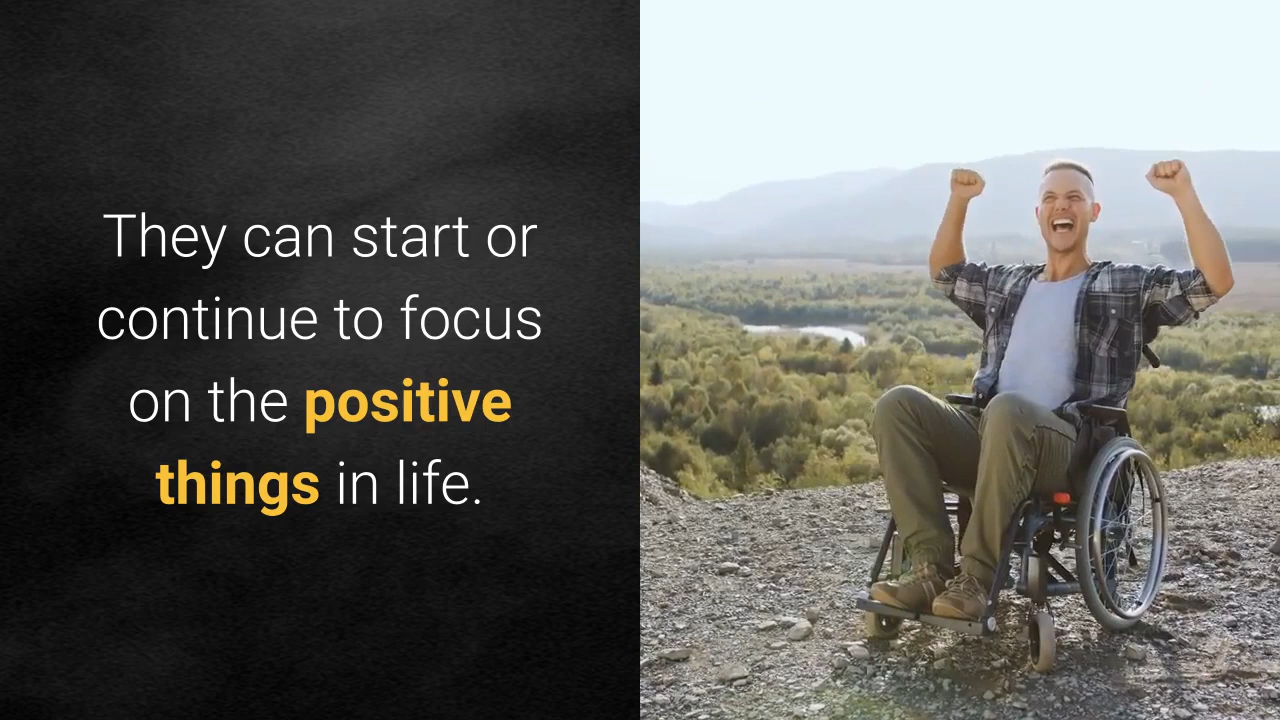 They can start or
continue to focus
on the positive
things in life.